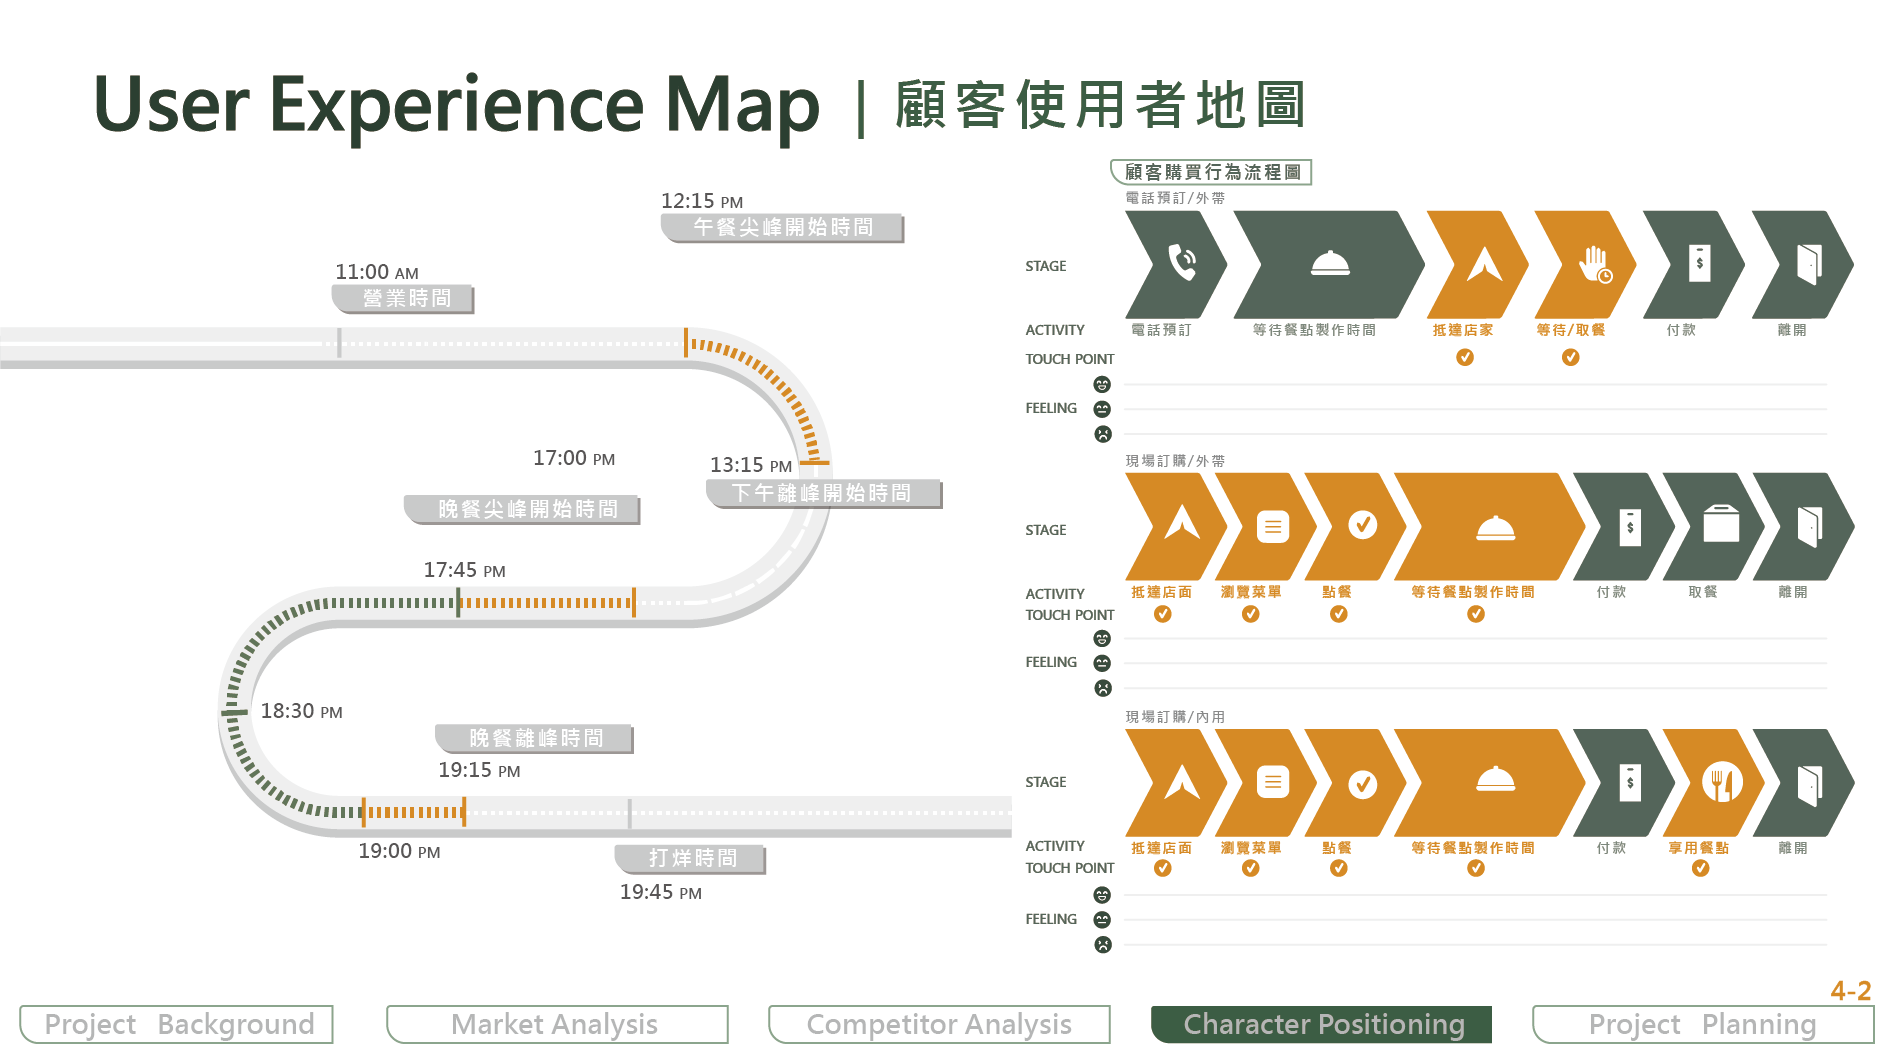 User Experience Map | 顧客使用者地圖
12:15 PM
午餐尖峰開始時間
11:00 AM
營業時間
17:00 PM
晚餐尖峰開始時間
13:15 PM
下午離峰開始時間
17:45 PM
18:30 PM
晚餐離峰時間
19:15 PM
19:00 PM
打烊時間
19:45 PM
顧客購買行為流程圖
電話預訂/外帶
STAGE
$
ACTIVITY 電話預訂 等待餐點製作時間 抵達店家 等待/取餐 付款 離開
TOUCH POINT
FEELING
現場訂購/外帶
STAGE
$
ACTIVITY 抵達店面 瀏覽菜單 點餐 等待餐點製作時間 付款 取餐 離開
TOUCH POINT
FEELING
現場訂購/內用
STAGE
$
ACTIVITY 抵達店面 瀏覽菜單 點餐 等待餐點製作時間 付款 享用餐點 離開
TOUCH POINT
FEELING
4-2
Project Background Market Analysis Competitor Analysis Character Positioning Project Planning